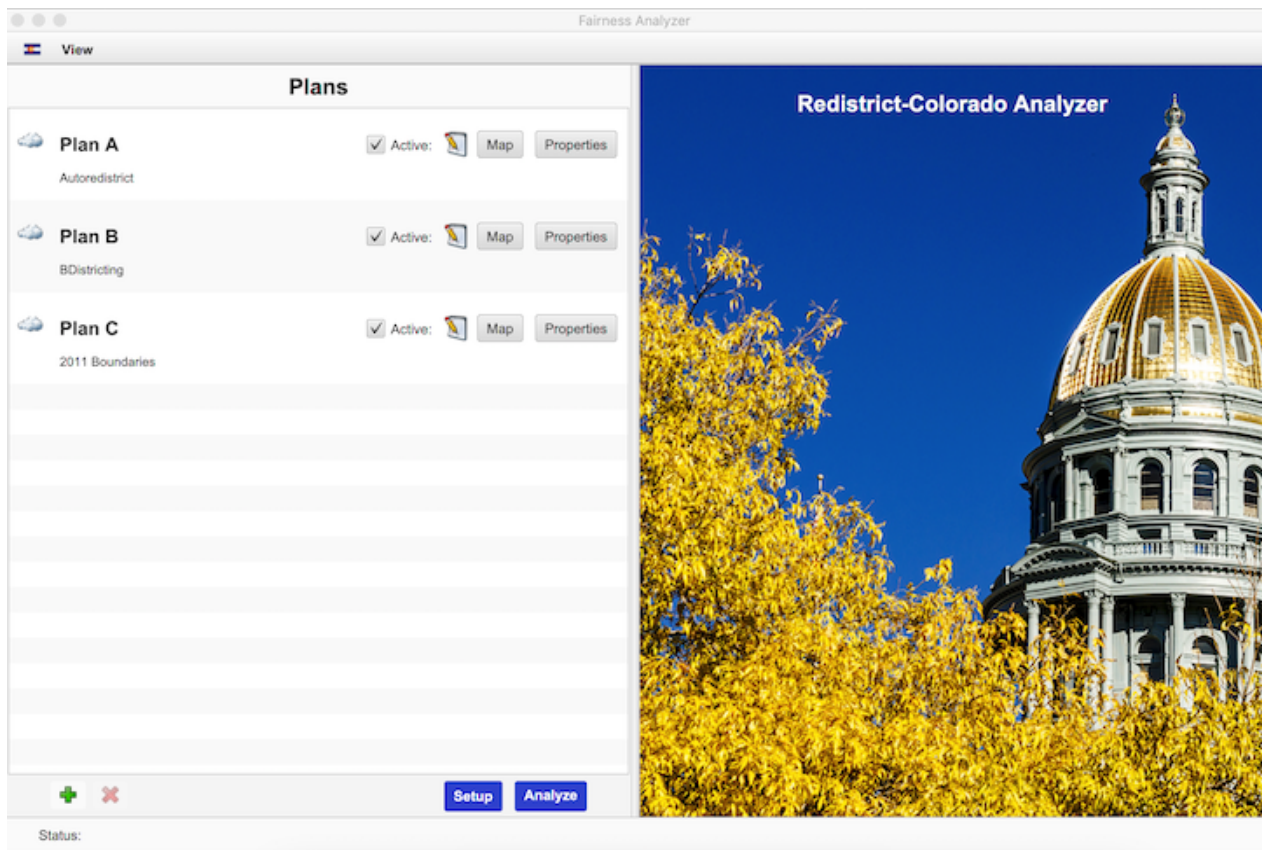 Fairness Analyzer
View
Plans
Plan A
Active:
Map
Properties
Autoredistrict
Plan B
Active:
Map
Properties
BDistricting
Plan C
Active:
Map
Properties
2011 Boundaries
Setup
Analyze
Status:
Redistrict-Colorado Analyzer